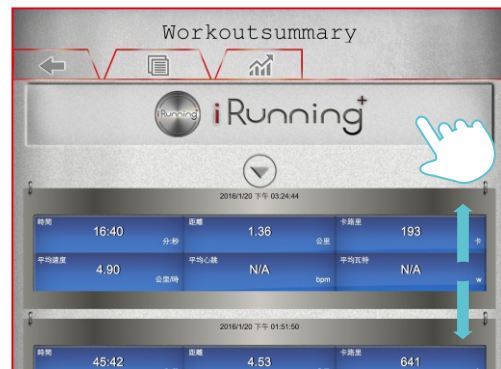 Workoutsummary
iRunning
iRunning+
2016/1/20 下午 03:24:44
時間 距離 卡路里
16:40 1.36 193
分:秒 公里 卡
平均速度 平均心跳 平均瓦特
4.90 N/A N/A
公里/時 bpm w
2016/1/20 下午 01:51:50
時間 距離 卡路里
45:42 4.53 641